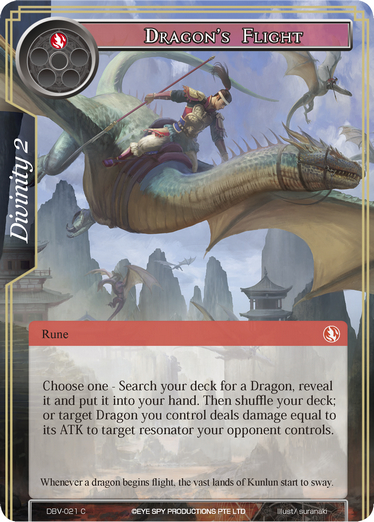 Dragon's Flight
Divinity 2
Rune
Choose one - Search your deck for a Dragon, reveal
it and put it into your hand. Then shuffle your deck;
or target Dragon you control deals damage equal to
its ATK to target resonator your opponent controls.
Whenever a dragon begins flight, the vast lands of Kunlun start to sway.
DBV-021 C
©EYE SPY PRODUCTIONS PTE LTD
Illust/ suranaki